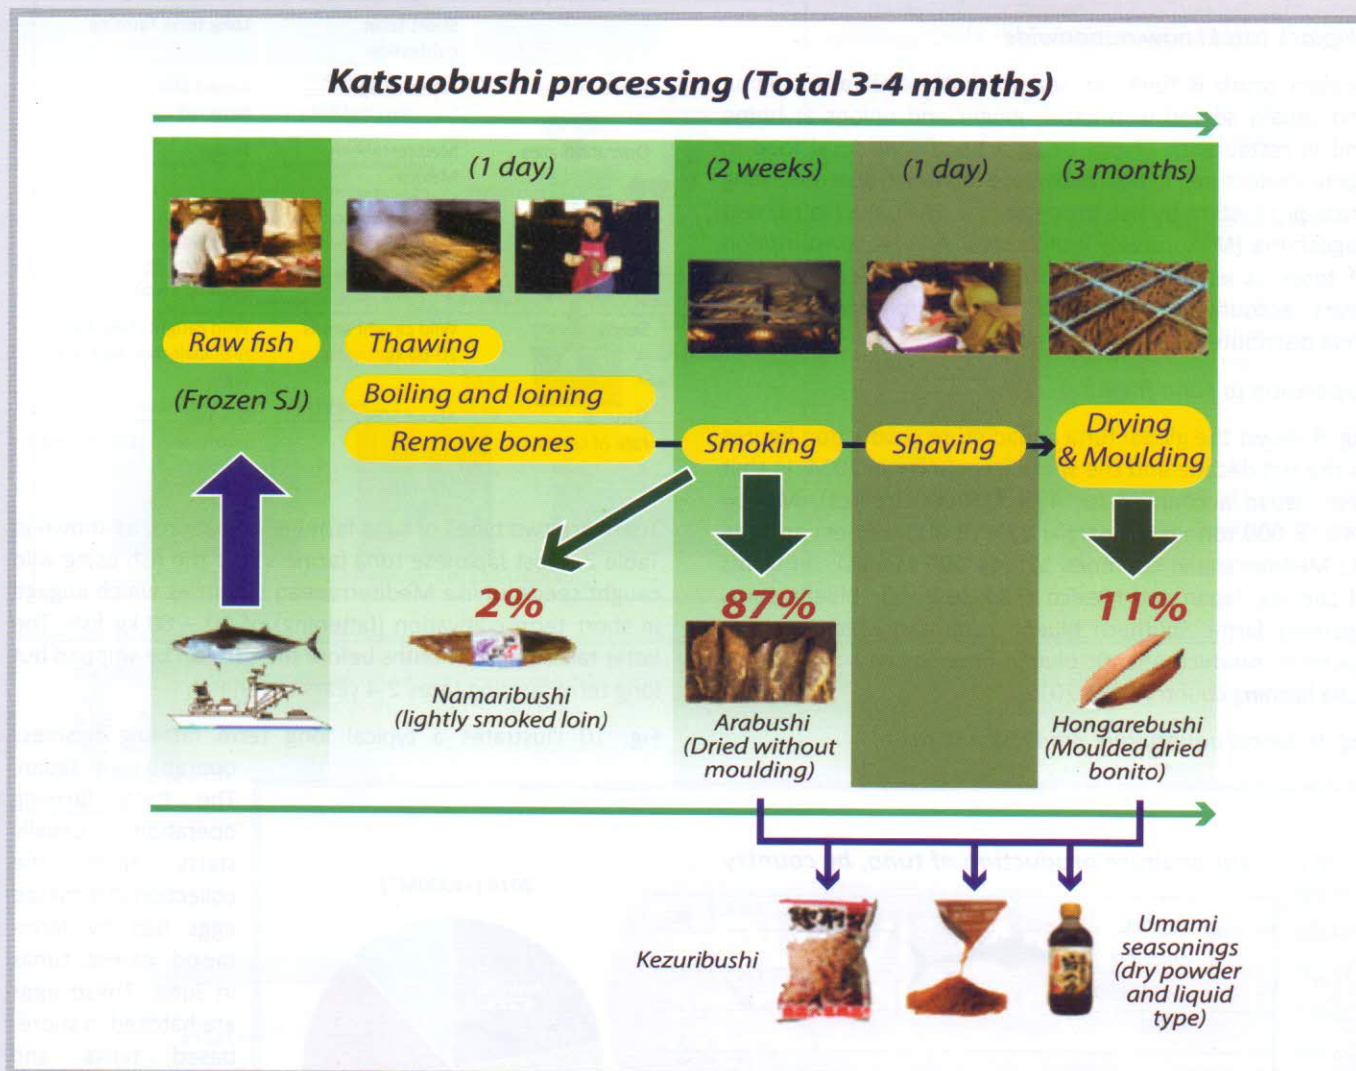 Katsuobushi processing (Total 3-4 months)
(1 day)
(2 weeks)
(1 day)
(3 months)
Raw fish
(Frozen SJ)
Thawing
Boiling and loining
Remove bones
Smoking
Shaving
Drying
& Moulding
2%
87%
11%
Namaribushi
(lightly smoked loin)
Arabushi
(Dried without
moulding)
Hongarebushi
(Moulded dried
bonito)
Kezuribushi
Umami
seasonings
(dry powder
and liquid
type)